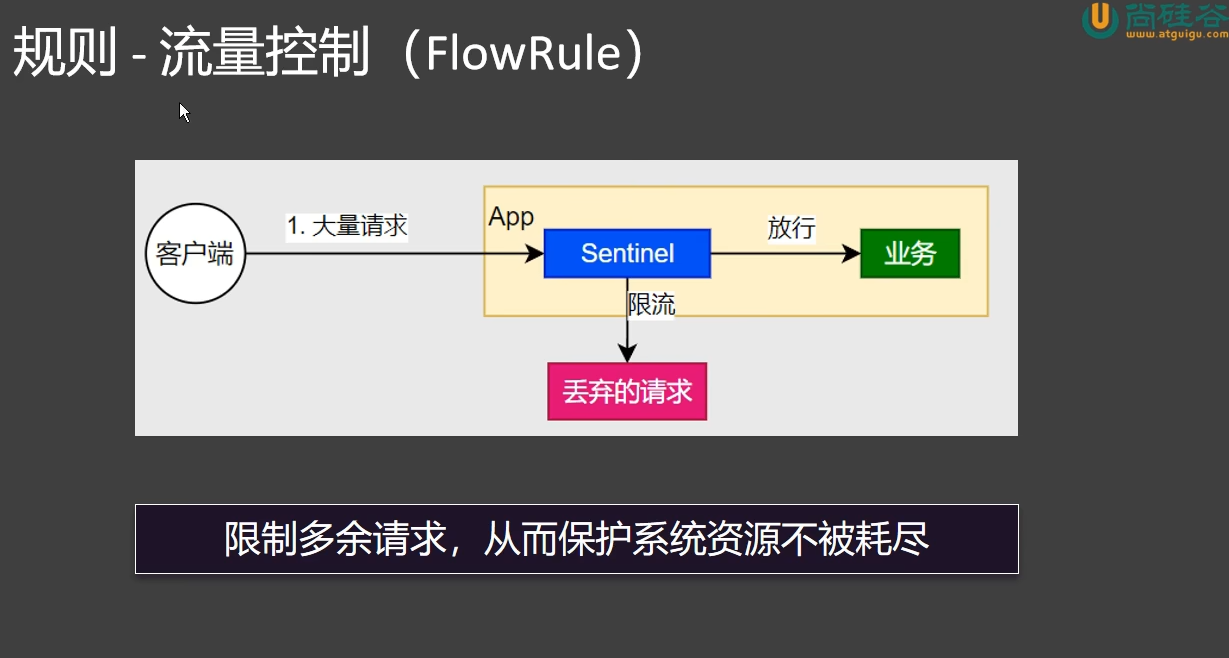 规则 - 流量控制（FlowRule）
尚硅谷
www.atguigu.com
1. 大量请求
App
放行
客户端
Sentinel
业务
限流
丢弃的请求
限制多余请求，从而保护系统资源不被耗尽